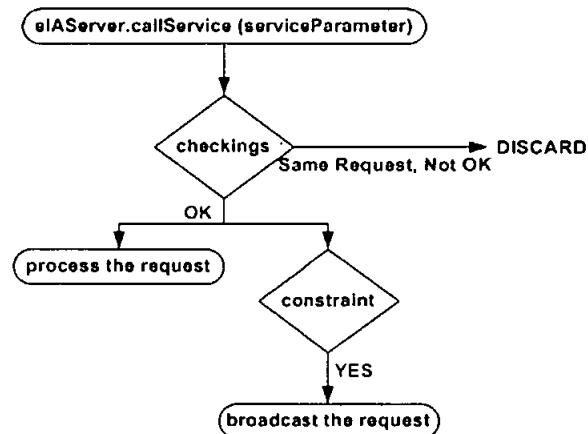 eIAServer.callService (serviceParameter)
checkings
DISCARD
Same Request, Not OK
OK
process the request
constraint
YES
broadcast the request